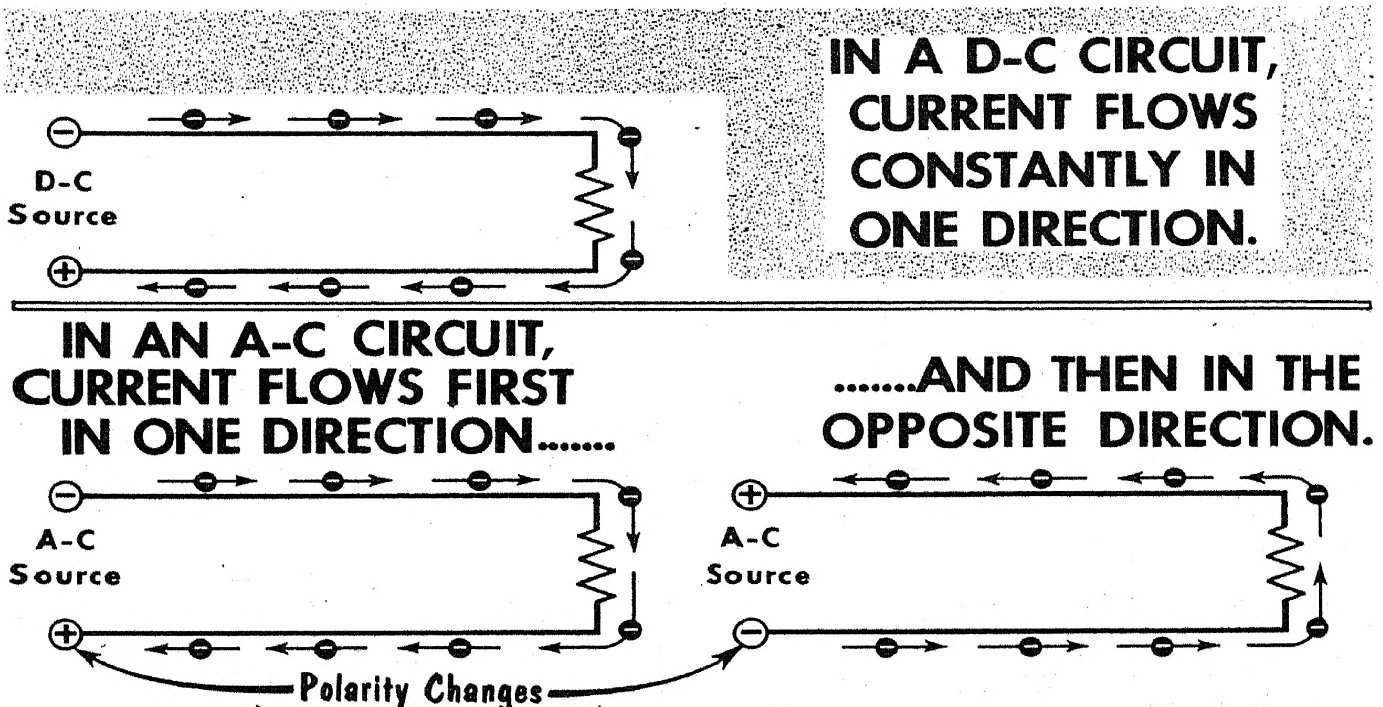 IN A D-C CIRCUIT,
CURRENT FLOWS
CONSTANTLY IN
ONE DIRECTION.
D-C
Source
IN AN A-C CIRCUIT,
CURRENT FLOWS FIRST
IN ONE DIRECTION.......
.......AND THEN IN THE
OPPOSITE DIRECTION.
A-C
Source
A-C
Source
Polarity Changes